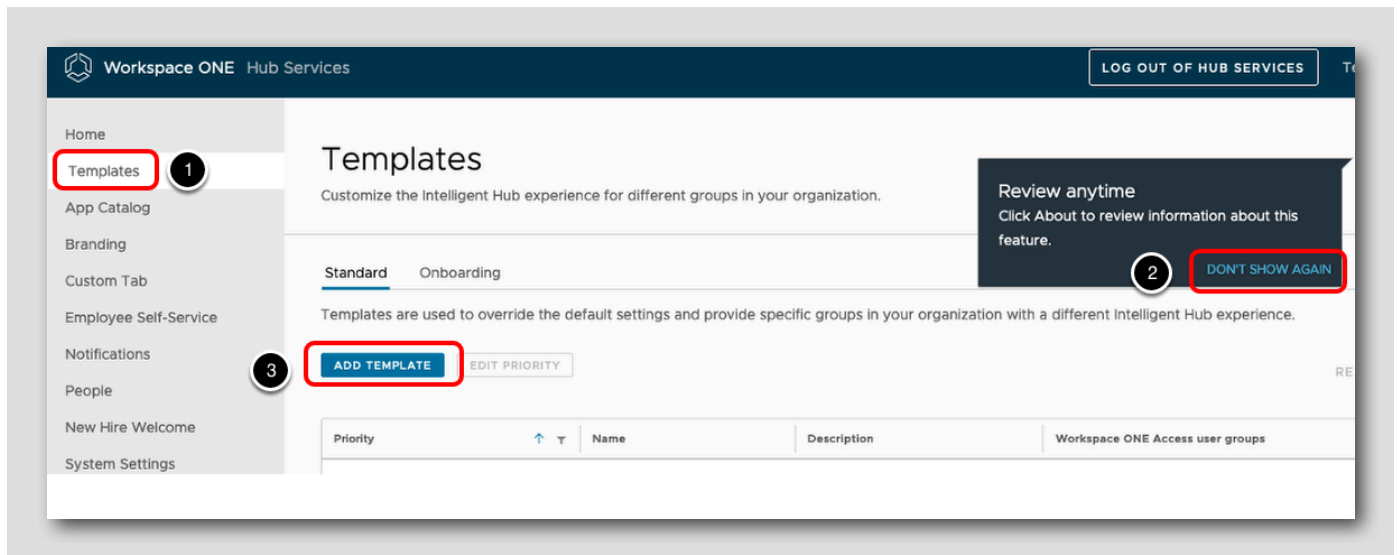 Workspace ONE Hub Services
LOG OUT OF HUB SERVICES
Home
Templates
1
App Catalog
Branding
Custom Tab
Employee Self-Service
Notifications
People
New Hire Welcome
System Settings
Templates
Customize the Intelligent Hub experience for different groups in your organization.
Review anytime
Click About to review information about this
feature.
2
DON'T SHOW AGAIN
Standard Onboarding
Templates are used to override the default settings and provide specific groups in your organization with a different Intelligent Hub experience.
3
ADD TEMPLATE EDIT PRIORITY
Priority Name Description Workspace ONE Access user groups